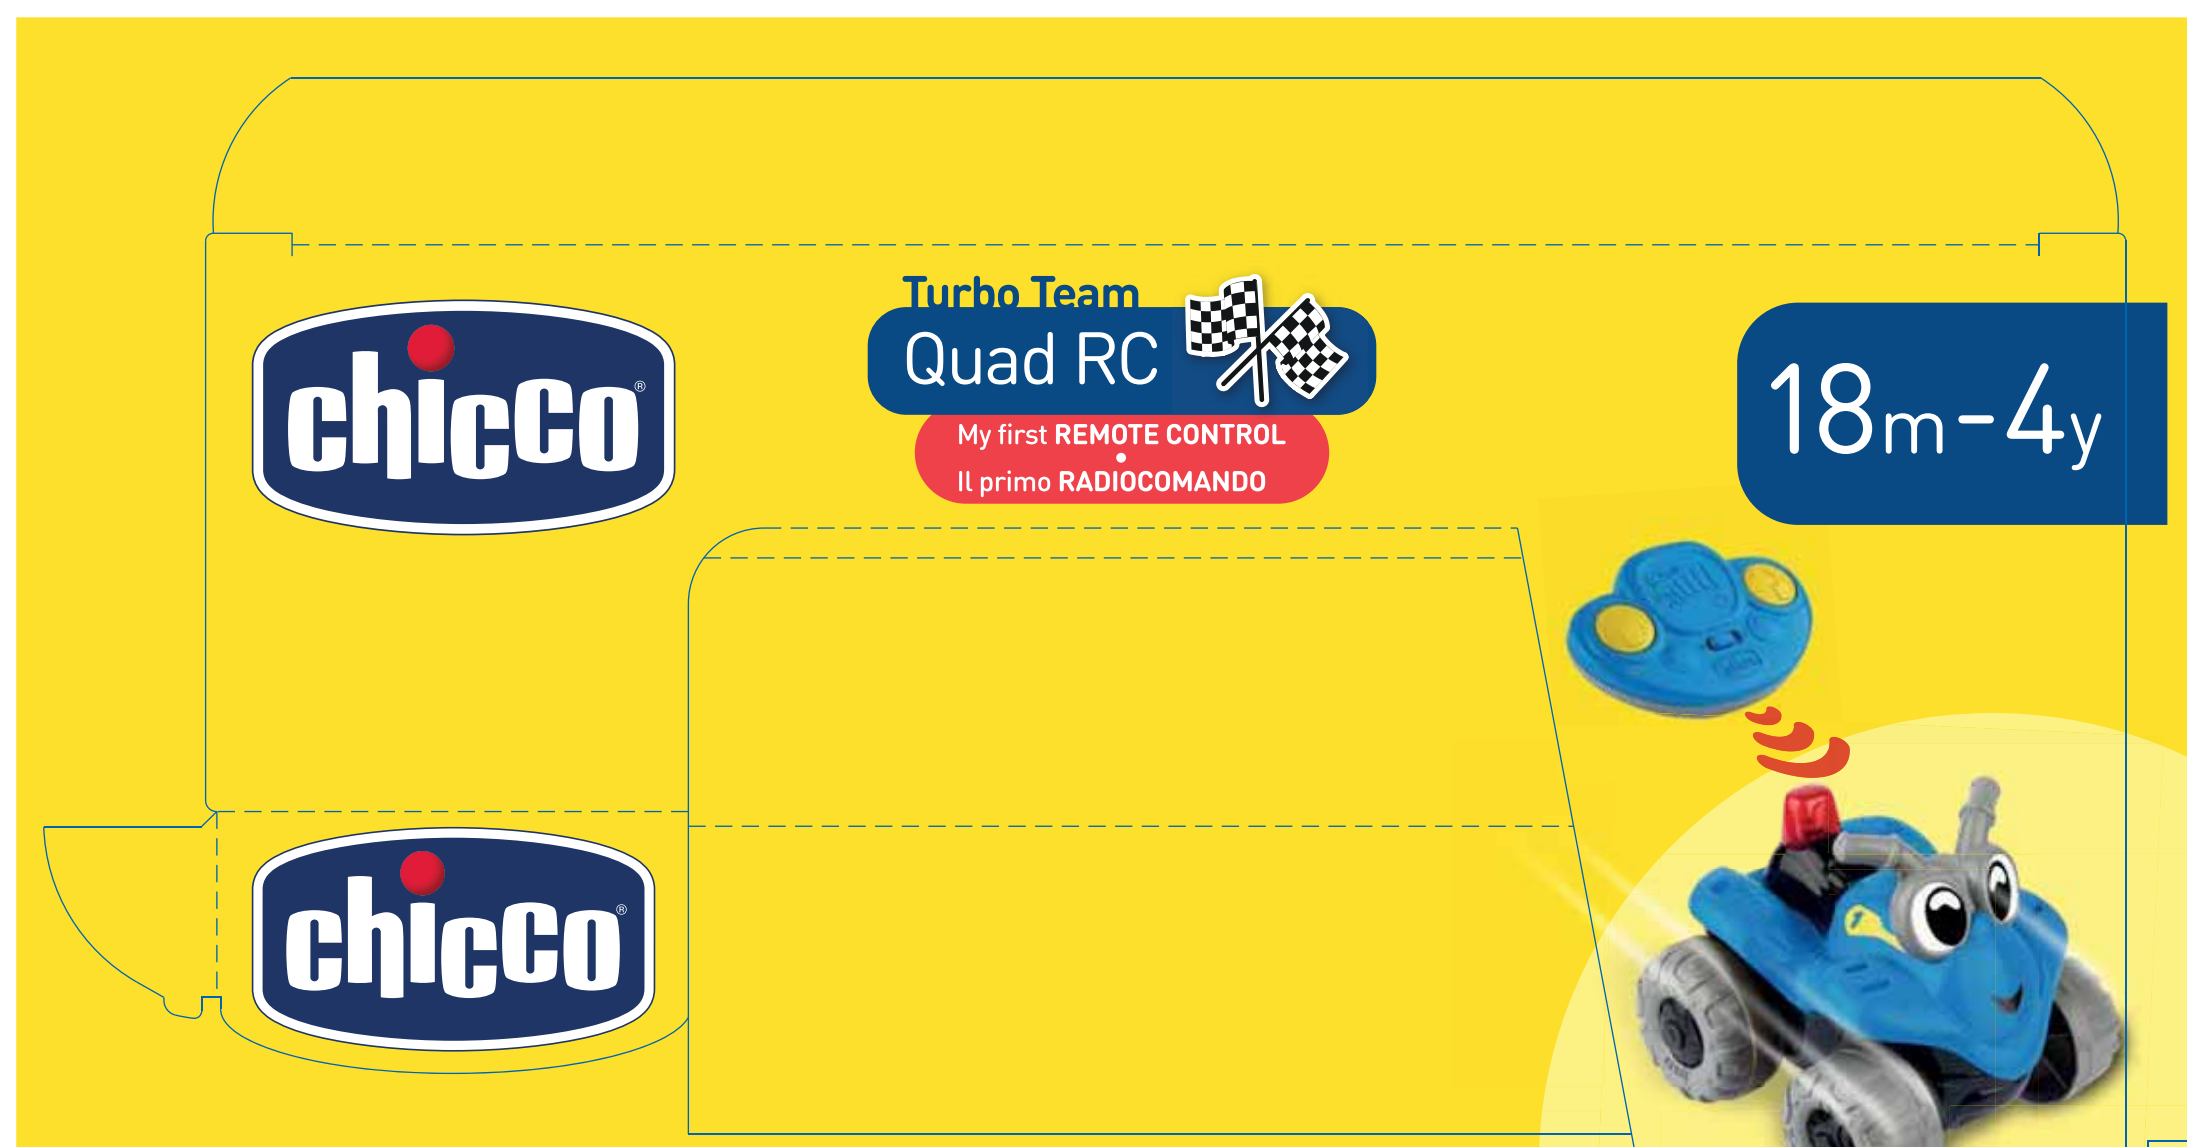 Turbo Team
Quad RC
My first REMOTE CONTROL
•
Il primo RADIOCOMANDO
chicco®
18m-4y
chicco®